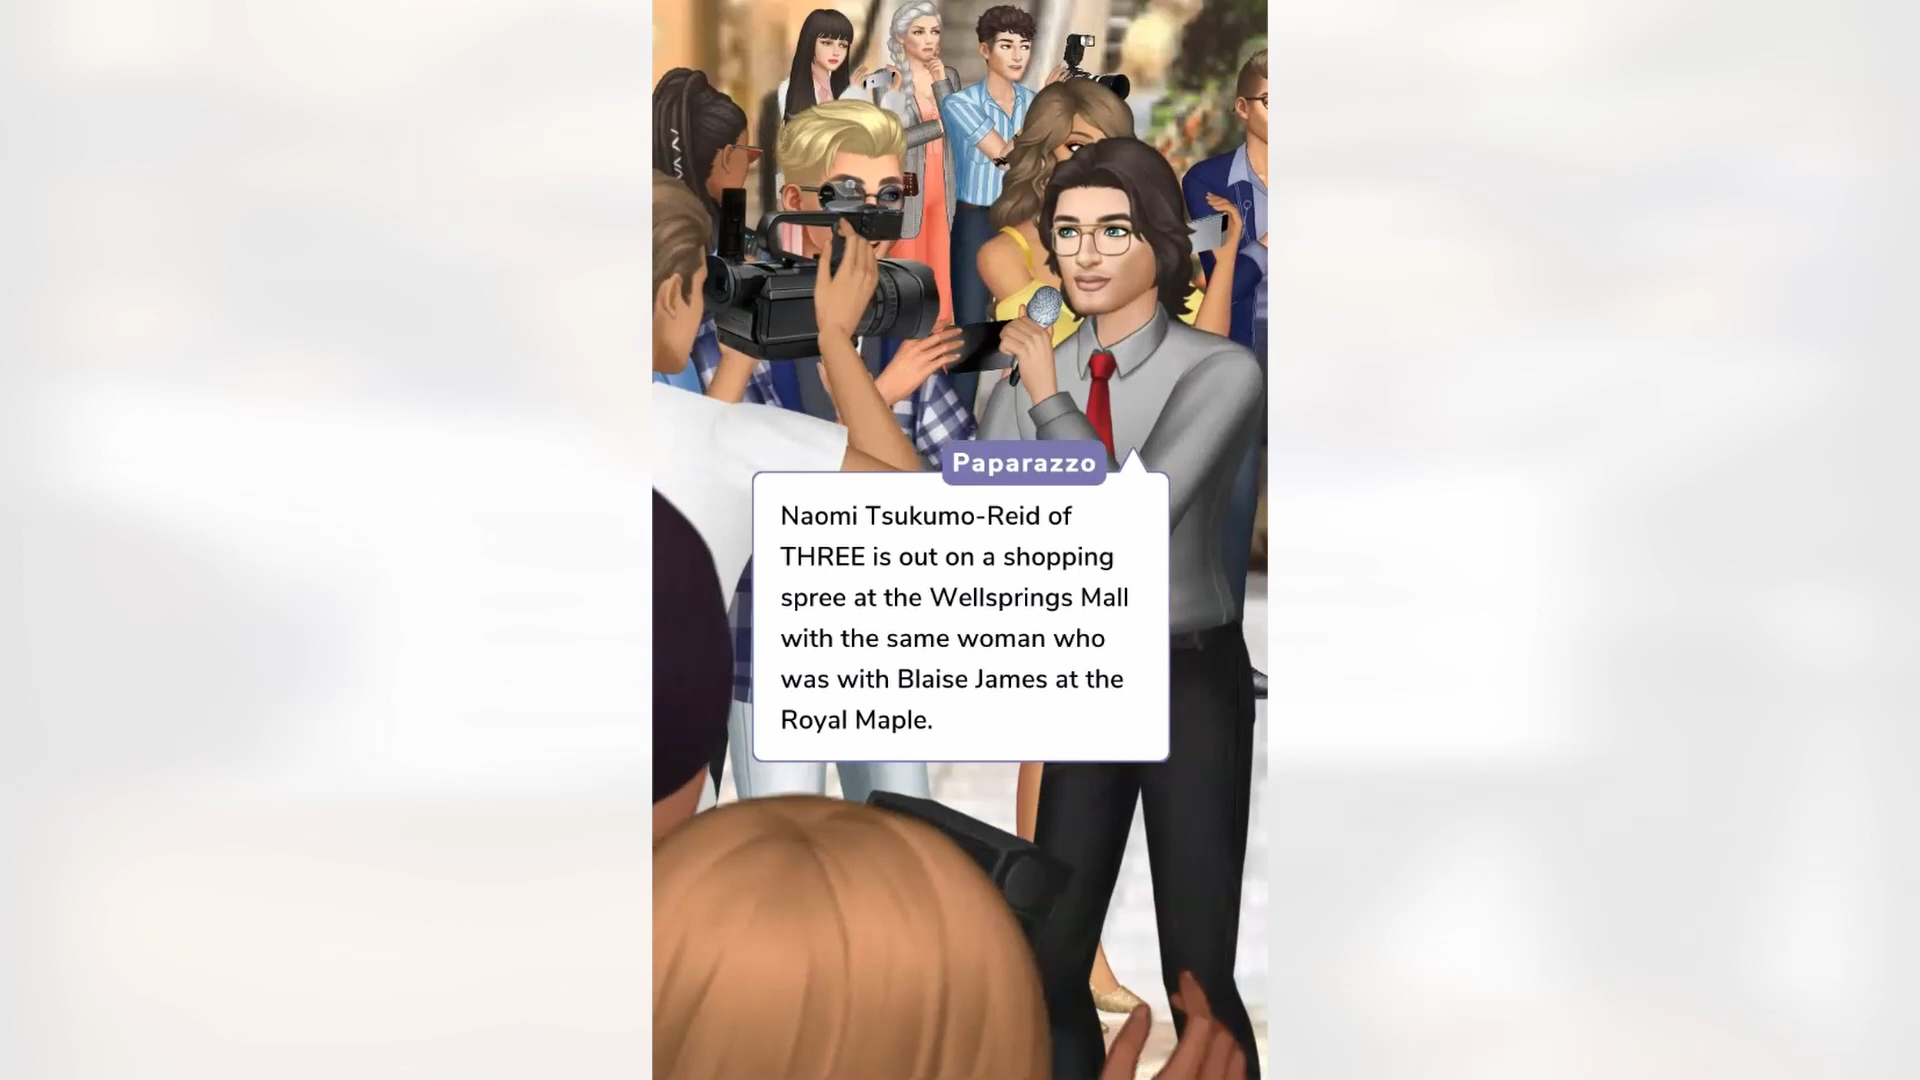 Paparazzo
Naomi Tsukumo-Reid of
THREE is out on a shopping
spree at the Wellsprings Mall
with the same woman who
was with Blaise James at the
Royal Maple.